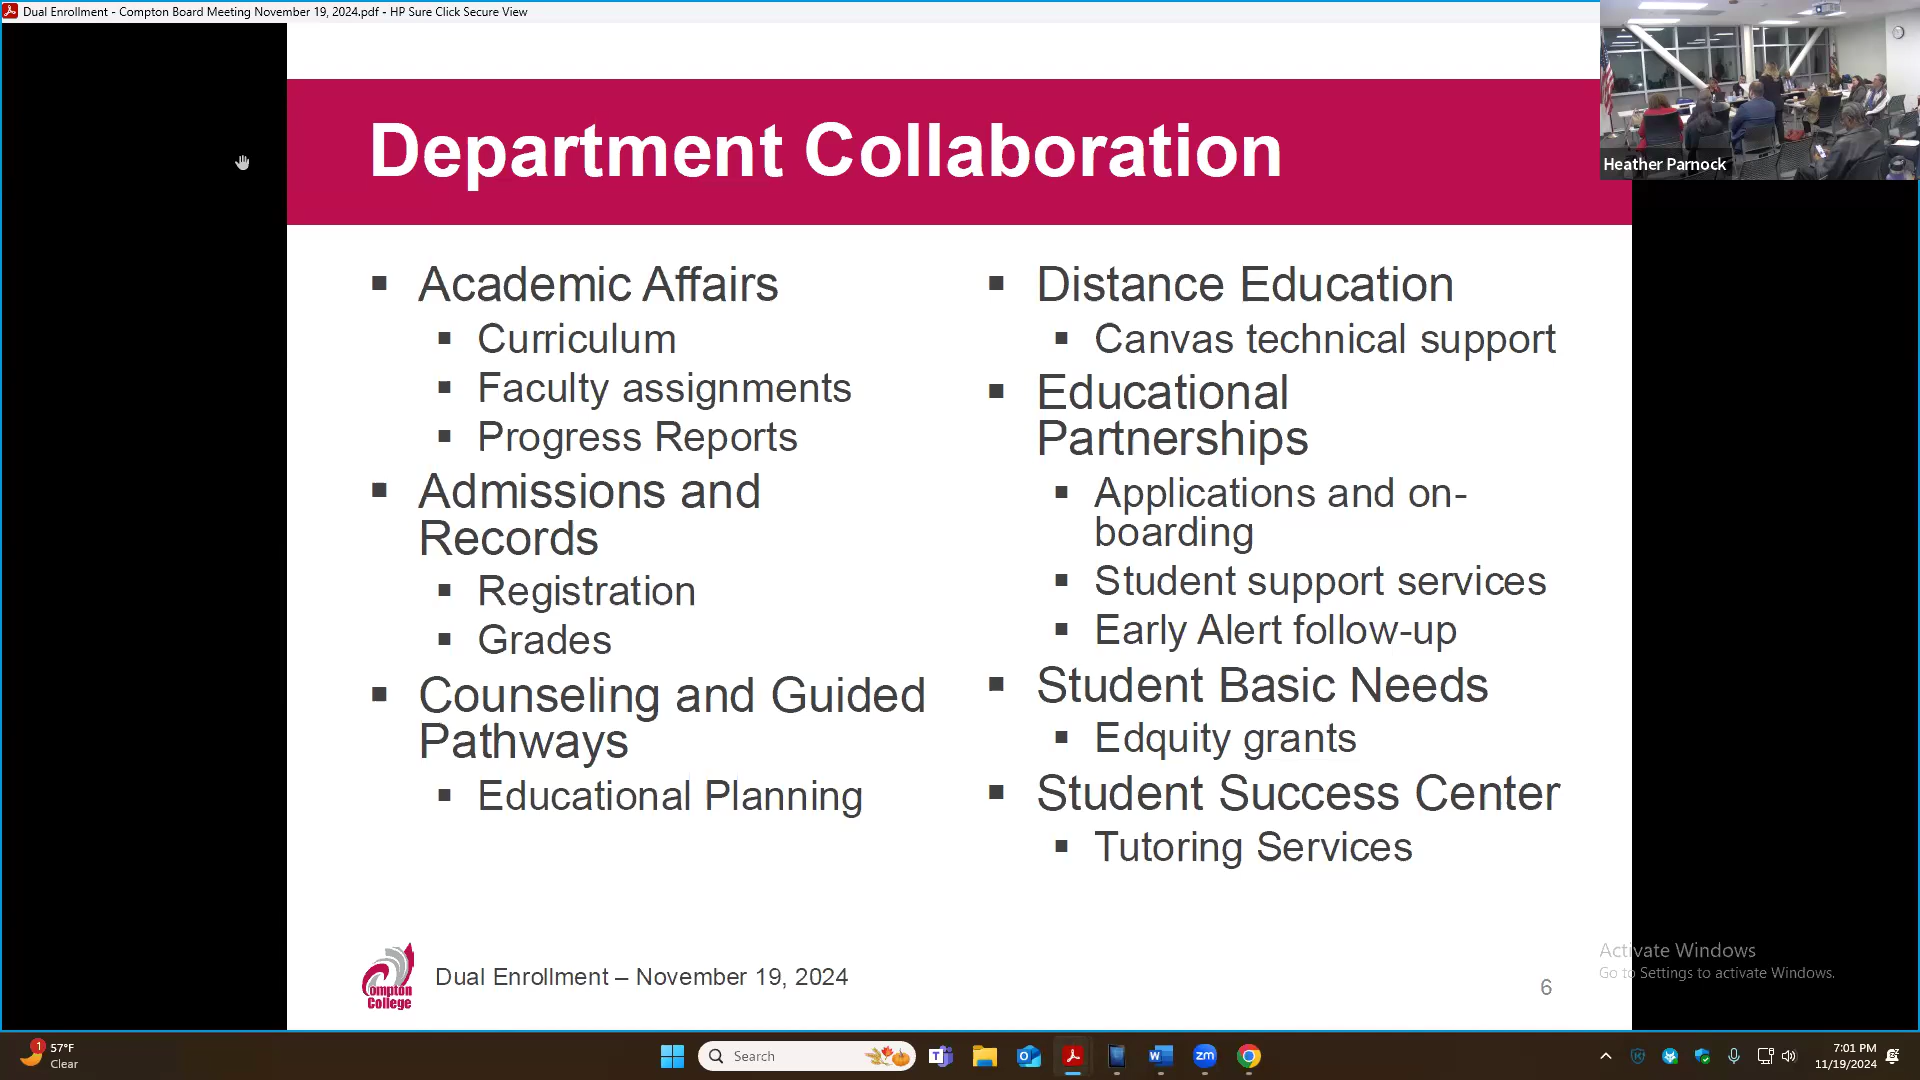 Dual Enrollment - Compton Board Meeting November 19, 2024.pdf - HP Sure Click Secure View
Heather Parnock
Department Collaboration
Academic Affairs
Curriculum
Faculty assignments
Progress Reports
Admissions and
Records
Registration
Grades
Counseling and Guided
Pathways
Educational Planning
Distance Education
Canvas technical support
Educational
Partnerships
Applications and on-
boarding
Student support services
Early Alert follow-up
Student Basic Needs
Edquity grants
Student Success Center
Tutoring Services
Compton
College
Dual Enrollment – November 19, 2024
6
Activate Windows
Go to Settings to activate Windows.
1
57°F
Clear
Search
T
W
zm
K
7:01 PM
11/19/2024